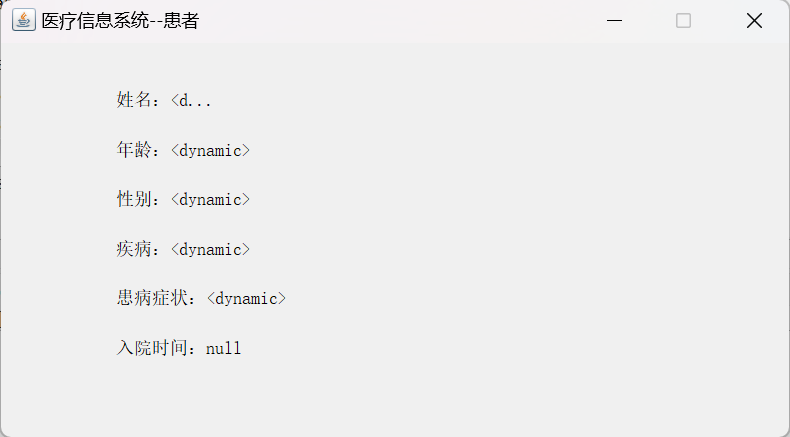 医疗信息系统--患者
姓名：<d...
年龄：<dynamic>
性别：<dynamic>
疾病：<dynamic>
患病症状：<dynamic>
入院时间：null